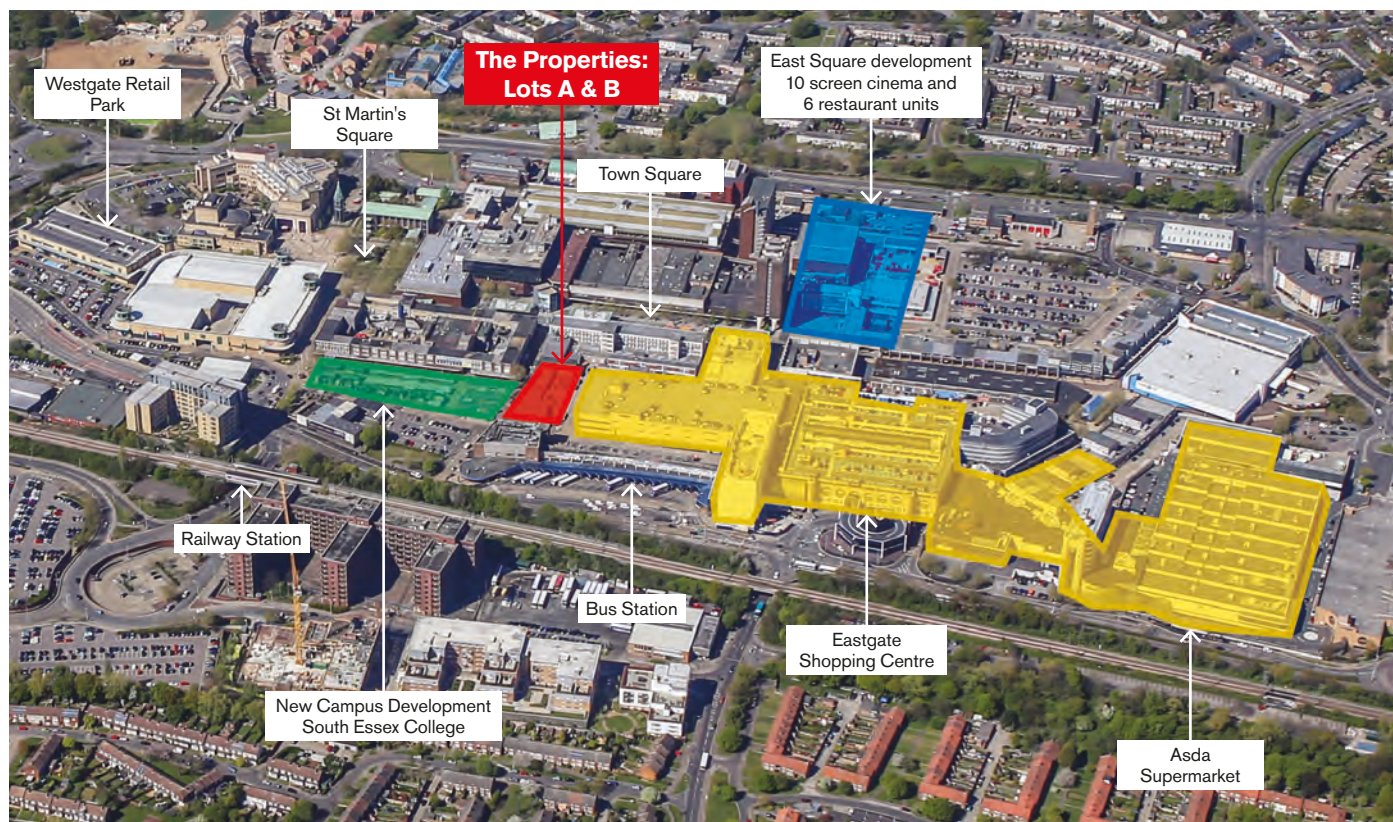 Westgate Retail
Park
St Martin's
Square
The Properties:
Lots A & B
East Square development
10 screen cinema and
6 restaurant units
Town Square
Railway Station
Bus Station
Eastgate
Shopping Centre
New Campus Development
South Essex College
Asda
Supermarket